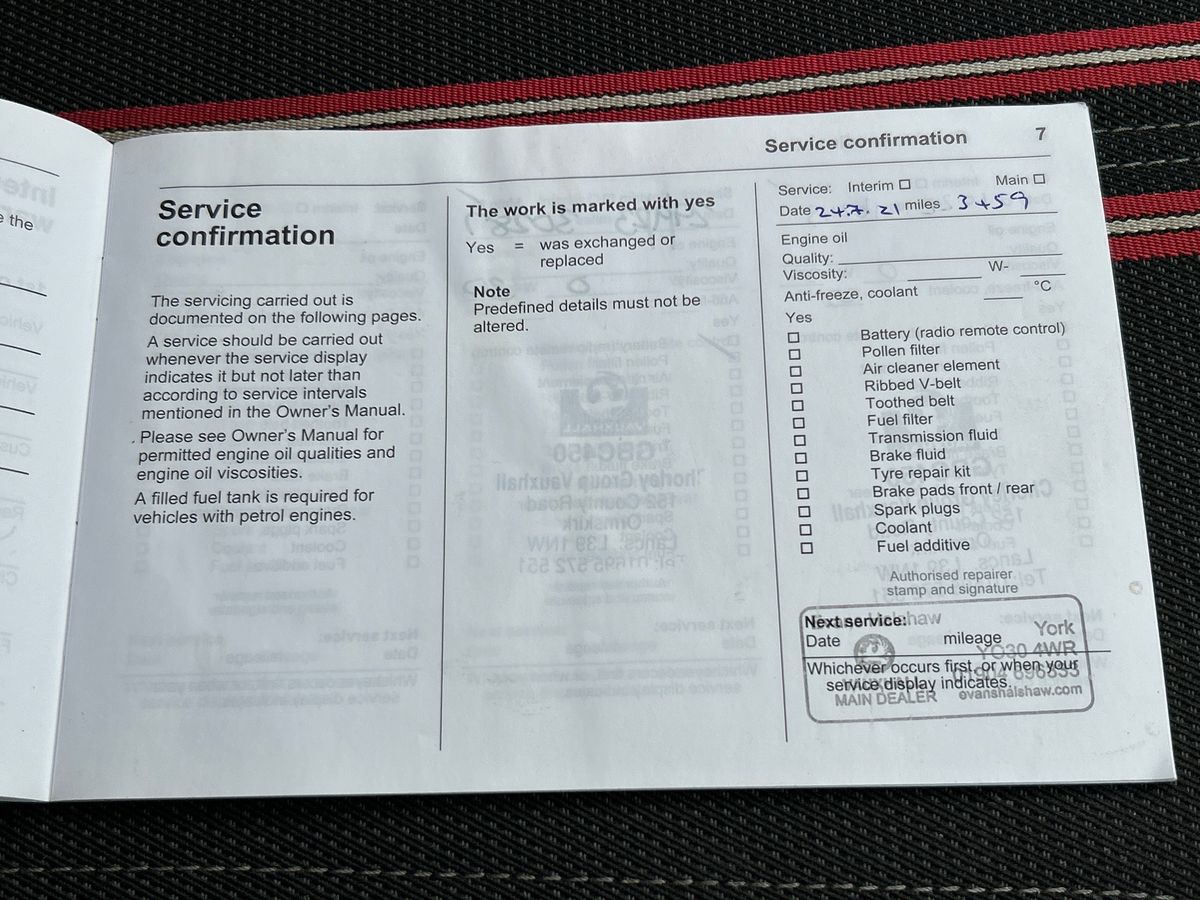 Service confirmation 7
Service
confirmation
The servicing carried out is
documented on the following pages.
A service should be carried out
whenever the service display
indicates it but not later than
according to service intervals
mentioned in the Owner's Manual.
Please see Owner's Manual for
permitted engine oil qualities and
engine oil viscosities.
A filled fuel tank is required for
vehicles with petrol engines.
The work is marked with yes
Yes = was exchanged or
replaced
Note
Predefined details must not be
altered.
Service: Interim Main
Date 24.7.21 miles 3459
Engine oil
Quality:
Viscosity: W-
Anti-freeze, coolant °C
Yes
Battery (radio remote control)
Pollen filter
Air cleaner element
Ribbed V-belt
Toothed belt
Fuel filter
Transmission fluid
Brake fluid
Tyre repair kit
Brake pads front / rear
Spark plugs
Coolant
Fuel additive
Authorised repairer
stamp and signature
Next service:
Date mileage
Whichever occurs first, or when your
service display indicates.
York
YO30 4WR
MAIN DEALER
evanshalshaw.com
the